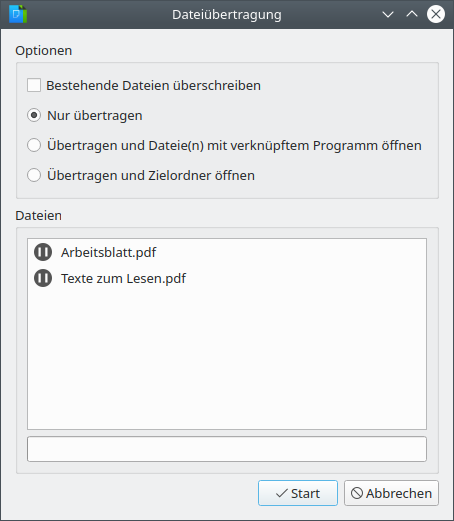 Dateiübertragung
Optionen
Bestehende Dateien überschreiben
Nur übertragen
Übertragen und Dateie(n) mit verknüpftem Programm öffnen
Übertragen und Zielordner öffnen
Dateien
Arbeitsblatt.pdf
Texte zum Lesen.pdf
Start Abbrechen